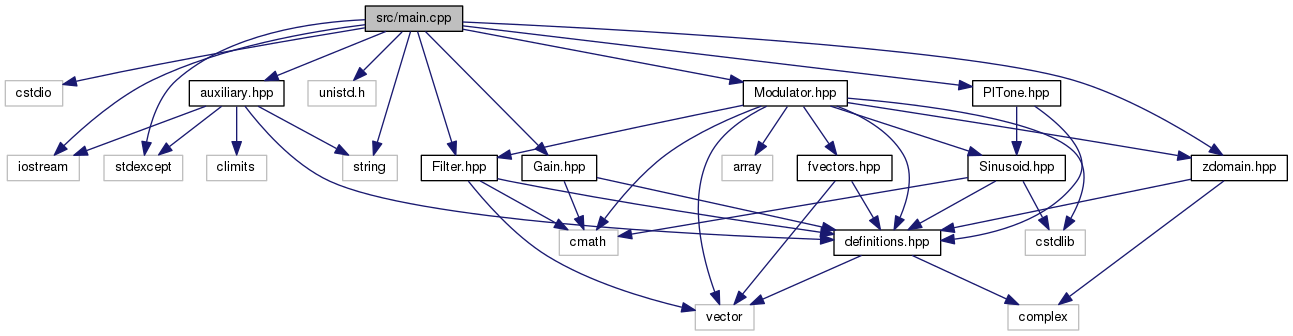 src/main.cpp
cstdio
auxiliary.hpp
unistd.h
Modulator.hpp
PITone.hpp
iostream
stdexcept
climits
string
Filter.hpp
Gain.hpp
array
fvectors.hpp
Sinusoid.hpp
zdomain.hpp
cmath
definitions.hpp
cstdlib
vector
complex